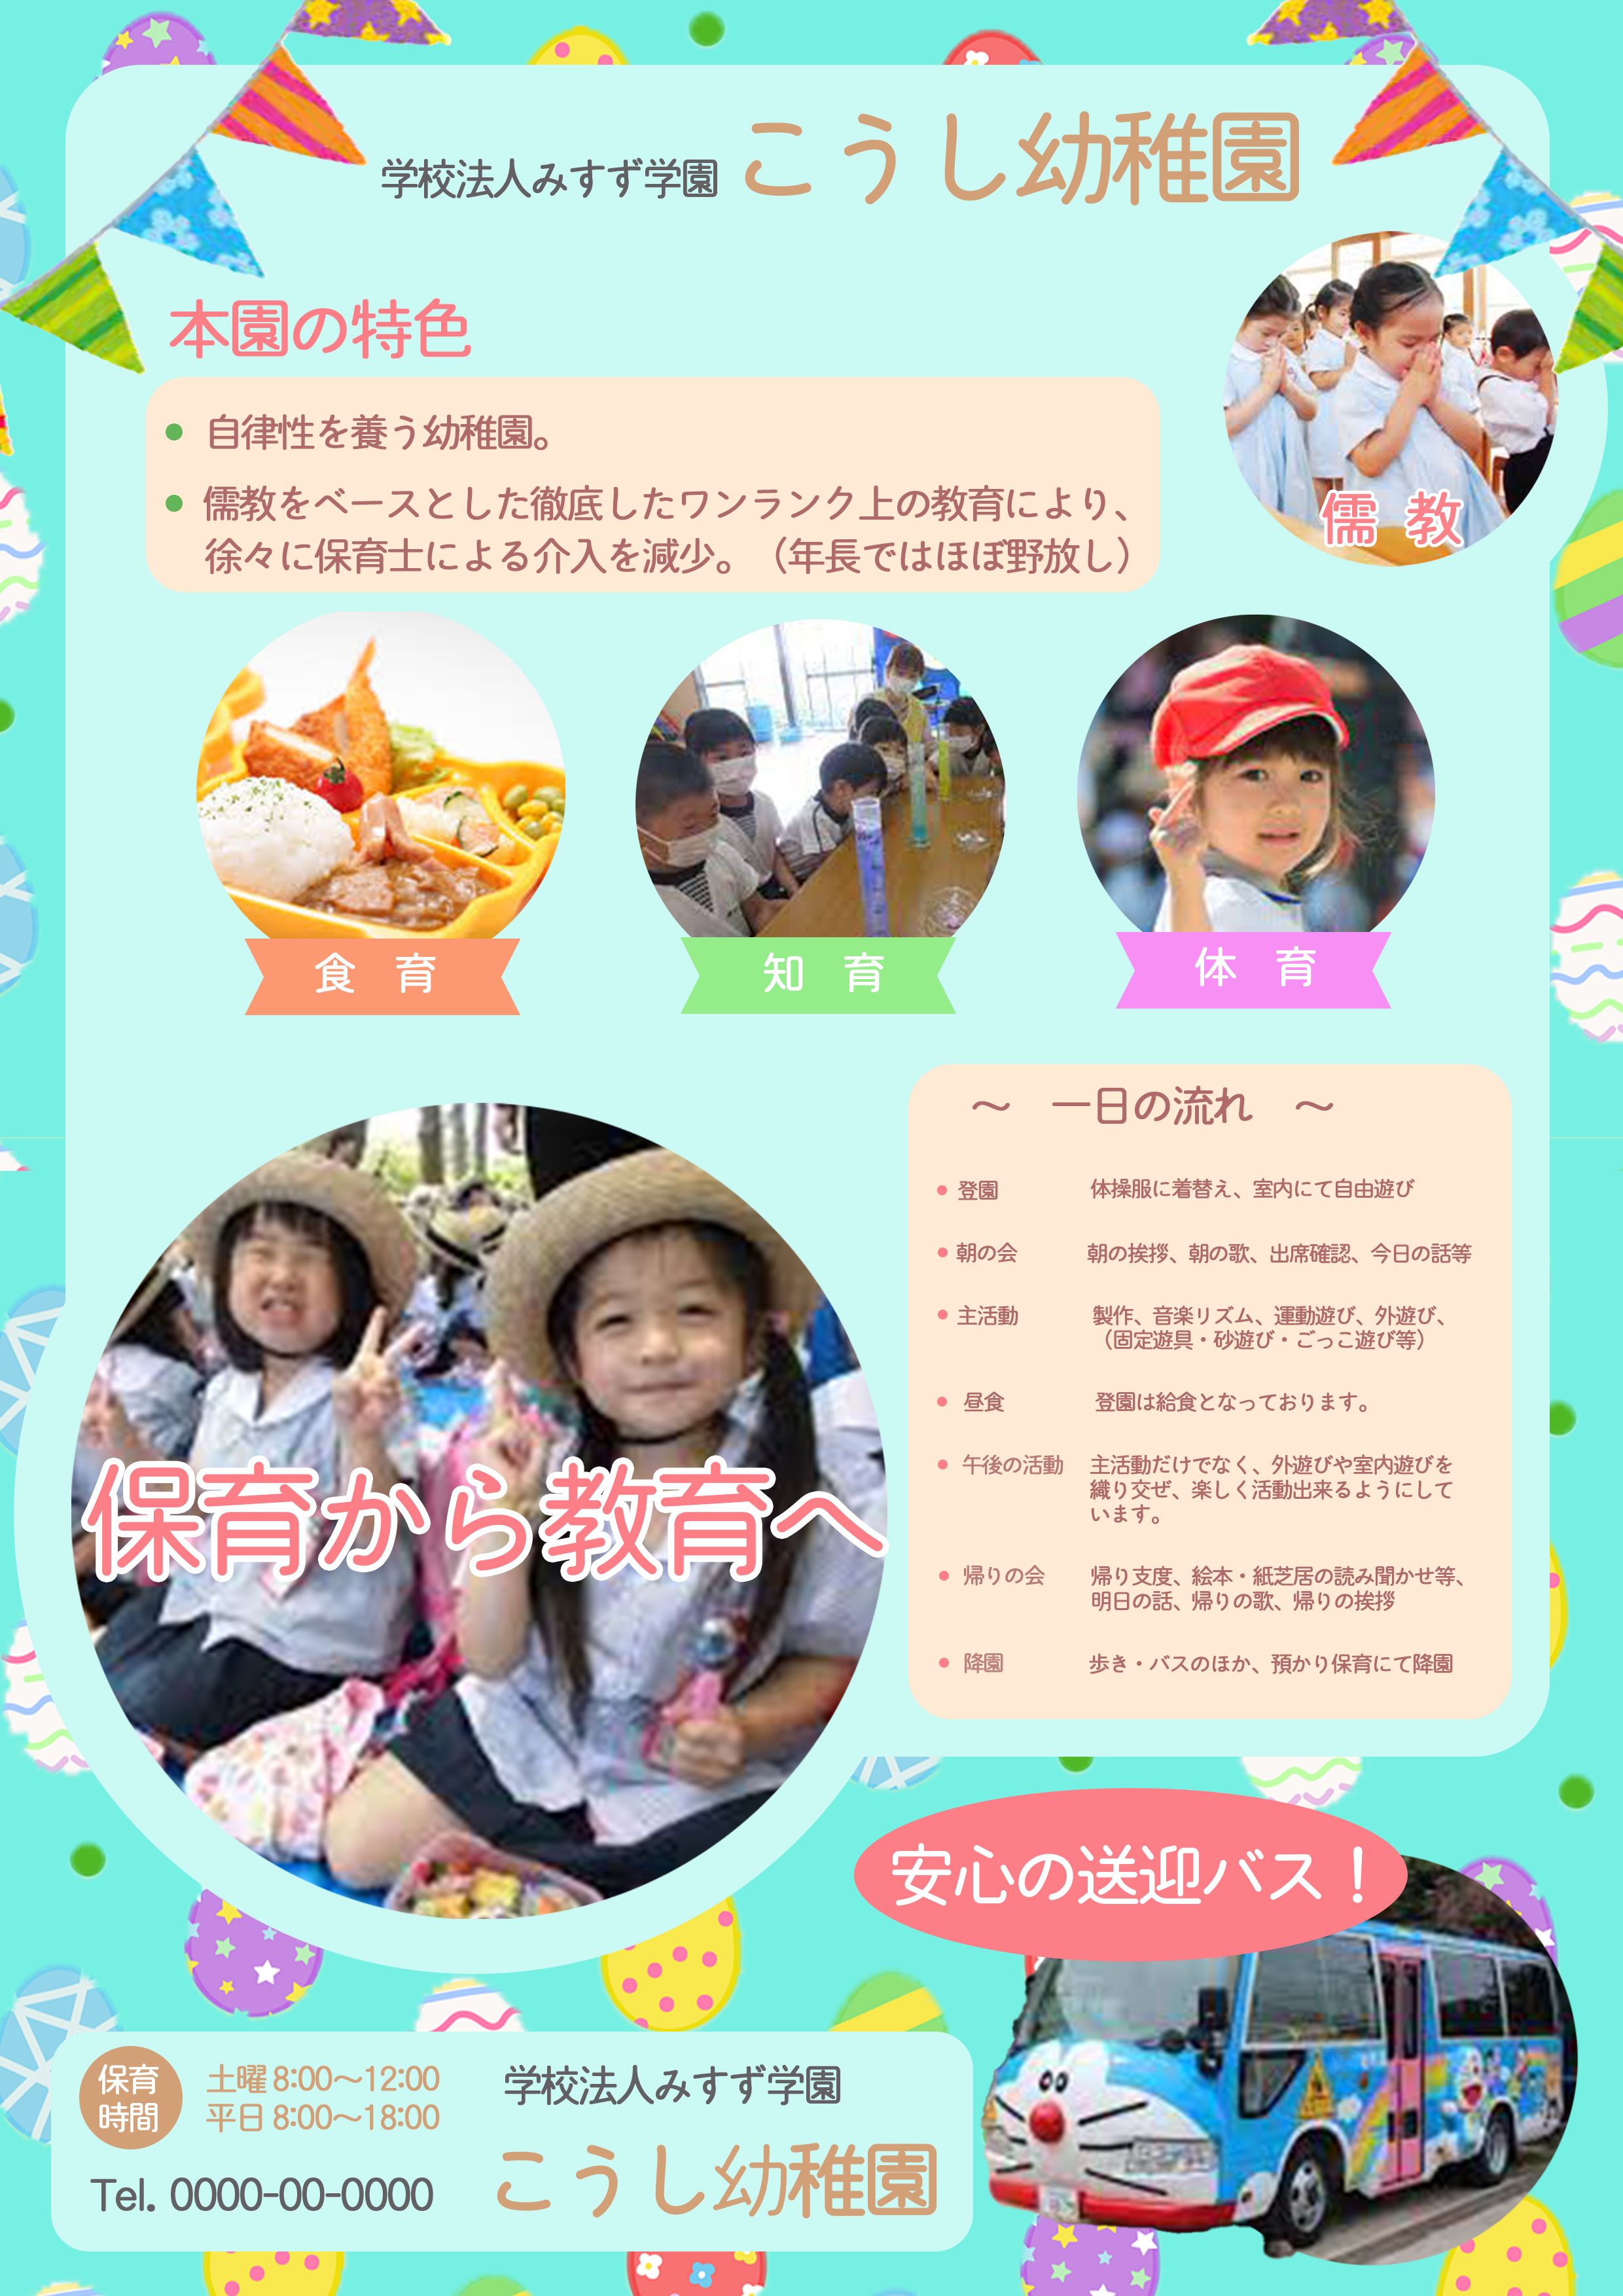 学校法人みすず学園 こうし幼稚園
本園の特色
自律性を養う幼稚園。
儒教をベースとした徹底したワンランク上の教育により、
徐々に保育士による介入を減少。（年長ではほぼ野放し）
儒 教
食 育
知 育
体 育
保育から教育へ
～ 一日の流れ ～
登園 体操服に着替え、室内にて自由遊び
朝の会 朝の挨拶、朝の歌、出席確認、今日の話等
主活動 製作、音楽リズム、運動遊び、外遊び、
（固定遊具・砂遊び・ごっこ遊び等）
昼食 登園は給食となっております。
午後の活動 主活動だけでなく、外遊びや室内遊びを
織り交ぜ、楽しく活動出来るようにして
います。
帰りの会 帰り支度、絵本・紙芝居の読み聞かせ等、
明日の話、帰りの歌、帰りの挨拶
降園 歩き・バスのほか、預かり保育にて降園
安心の送迎バス！
保育
時間
土曜 8:00～12:00
平日 8:00～18:00
Tel. 0000-00-0000
学校法人みすず学園
こうし幼稚園